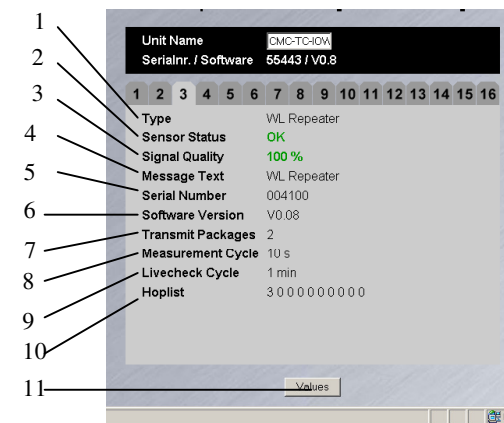 Unit Name CMC-TC-IOW
Serialnr. / Software 55443 / V0.8
1 2 3 4 5 6 7 8 9 10 11 12 13 14 15 16
1 Type WL Repeater
2 Sensor Status OK
3 Signal Quality 100 %
4 Message Text WL Repeater
5 Serial Number 004100
6 Software Version V0.08
7 Transmit Packages 2
8 Measurement Cycle 10 s
9 Livecheck Cycle 1 min
10 Hoplist 3 0 0 0 0 0 0 0 0 0
11 Values